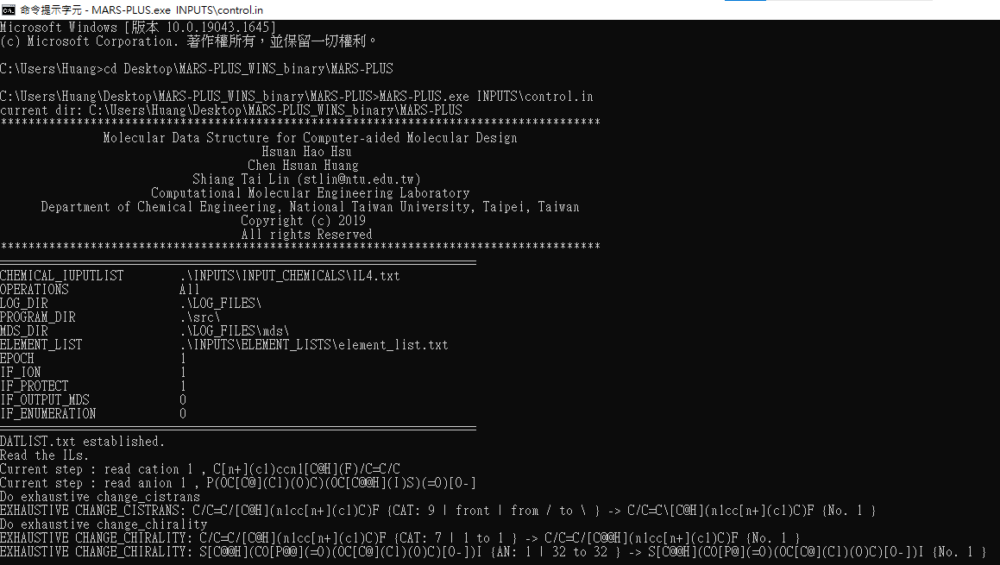 命令提示字元 - MARS-PLUS.exe INPUTS\control.in
Microsoft Windows [版本 10.0.19043.1645]
(c) Microsoft Corporation. 著作權所有，並保留一切權利。
C:\Users\Huang>cd Desktop\MARS-PLUS_WINS_binary\MARS-PLUS
C:\Users\Huang\Desktop\MARS-PLUS_WINS_binary\MARS-PLUS>MARS-PLUS.exe INPUTS\control.in
current dir: C:\Users\Huang\Desktop\MARS-PLUS_WINS_binary\MARS-PLUS
***************************************************************************************
Molecular Data Structure for Computer-aided Molecular Design
Hsuan Hao Hsu
Chen Hsuan Huang
Shiang Tai Lin (stlin@ntu.edu.tw)
Computational Molecular Engineering Laboratory
Department of Chemical Engineering, National Taiwan University, Taipei, Taiwan
Copyright (c) 2019
All rights Reserved
***************************************************************************************
=====================================================================
CHEMICAL_IUPUTLIST .\INPUTS\INPUT_CHEMICALS\IL4.txt
OPERATIONS All
LOG_DIR .\LOG_FILES\
PROGRAM_DIR .\src\
MDS_DIR .\LOG_FILES\mds\
ELEMENT_LIST .\INPUTS\ELEMENT_LISTS\element_list.txt
EPOCH 1
IF_ION 1
IF_PROTECT 1
IF_OUTPUT_MDS 0
IF_ENUMERATION 0
=====================================================================
DATLIST.txt established.
Read the ILs.
Current step : read cation 1 , C[n+](c1)ccn1[C@H](F)/C=C/C
Current step : read anion 1 , P(OC[C@](Cl)(O)C)(OC[C@@H](I)S)(=O)[O-]
Do exhaustive change_cistrans
EXHAUSTIVE CHANGE_CISTRANS: C/C=C/[C@H](n1cc[n+](c1)C)F {CAT: 9 | front | from / to \ } -> C/C=C\[C@H](n1cc[n+](c1)C)F {No. 1 }
Do exhaustive change_chirality
EXHAUSTIVE CHANGE_CHIRALITY: C/C=C/[C@H](n1cc[n+](c1)C)F {CAT: 7 | 1 to 1 } -> C/C=C/[C@@H](n1cc[n+](c1)C)F {No. 1 }
EXHAUSTIVE CHANGE_CHIRALITY: S[C@@H](CO[P@@](=O)(OC[C@](Cl)(O)C)[O-])I {AN: 1 | 32 to 32 } -> S[C@@H](CO[P@](=O)(OC[C@](Cl)(O)C)[O-])I {No. 1 }